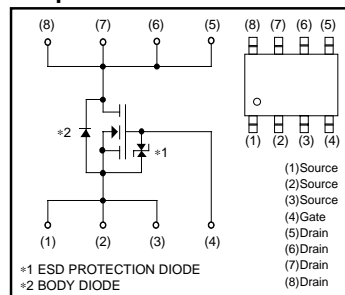 (8) (7) (6) (5)
(8) (7) (6) (5)
∗2
∗1
(1) (2) (3) (4)
(1) (2) (3) (4)
(1)Source
(2)Source
(3)Source
(4)Gate
(5)Drain
(6)Drain
(7)Drain
(8)Drain
∗1 ESD PROTECTION DIODE
∗2 BODY DIODE